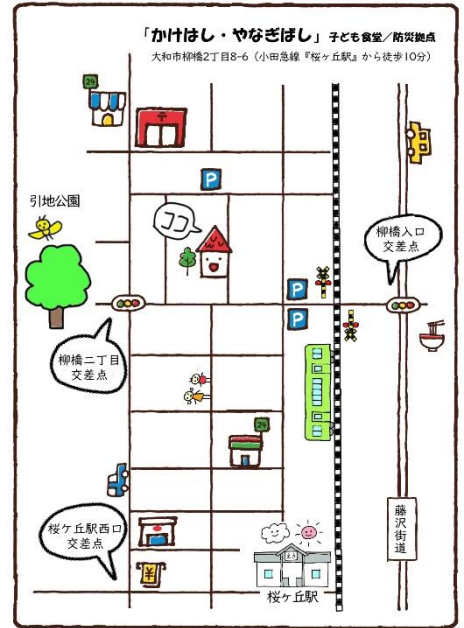 「かけはし・やなぎばし」子ども食堂／防災拠点
大和市柳橋2丁目8-6（小田急線『桜ヶ丘駅』から徒歩10分）
24
〒
P
引地公園
ココ
柳橋入口
交差点
P
P
柳橋二丁目
交差点
24
桜ケ丘駅西口
交差点
¥
藤沢街道
桜ヶ丘駅